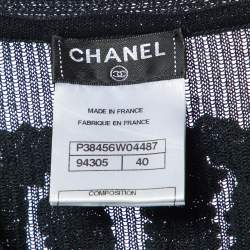 CHANEL
MADE IN FRANCE
FABRIQUE EN FRANCE
P38456W04487
94305 40
COMPOSITION